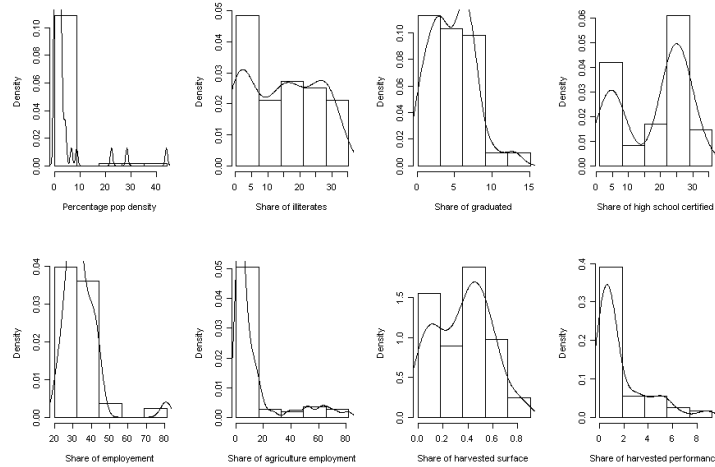 Density
0.00 0.02 0.04 0.06 0.08 0.10
0 10 20 30 40
Percentage pop density
Density
0.00 0.01 0.02 0.03 0.04 0.05
0 5 10 20 30
Share of illiterates
Density
0.00 0.02 0.04 0.06 0.08 0.10
0 5 10 15
Share of graduated
Density
0.00 0.01 0.02 0.03 0.04 0.05 0.06
0 5 10 20 30
Share of high school certified
Density
0.00 0.01 0.02 0.03 0.04
20 30 40 50 60 70 80
Share of employement
Density
0.00 0.01 0.02 0.03 0.04 0.05
0 20 40 60 80
Share of agriculture employment
Density
0.0 0.5 1.0 1.5
0.0 0.2 0.4 0.6 0.8
Share of harvested surface
Density
0.0 0.1 0.2 0.3 0.4
0 2 4 6 8
Share of harvested performance